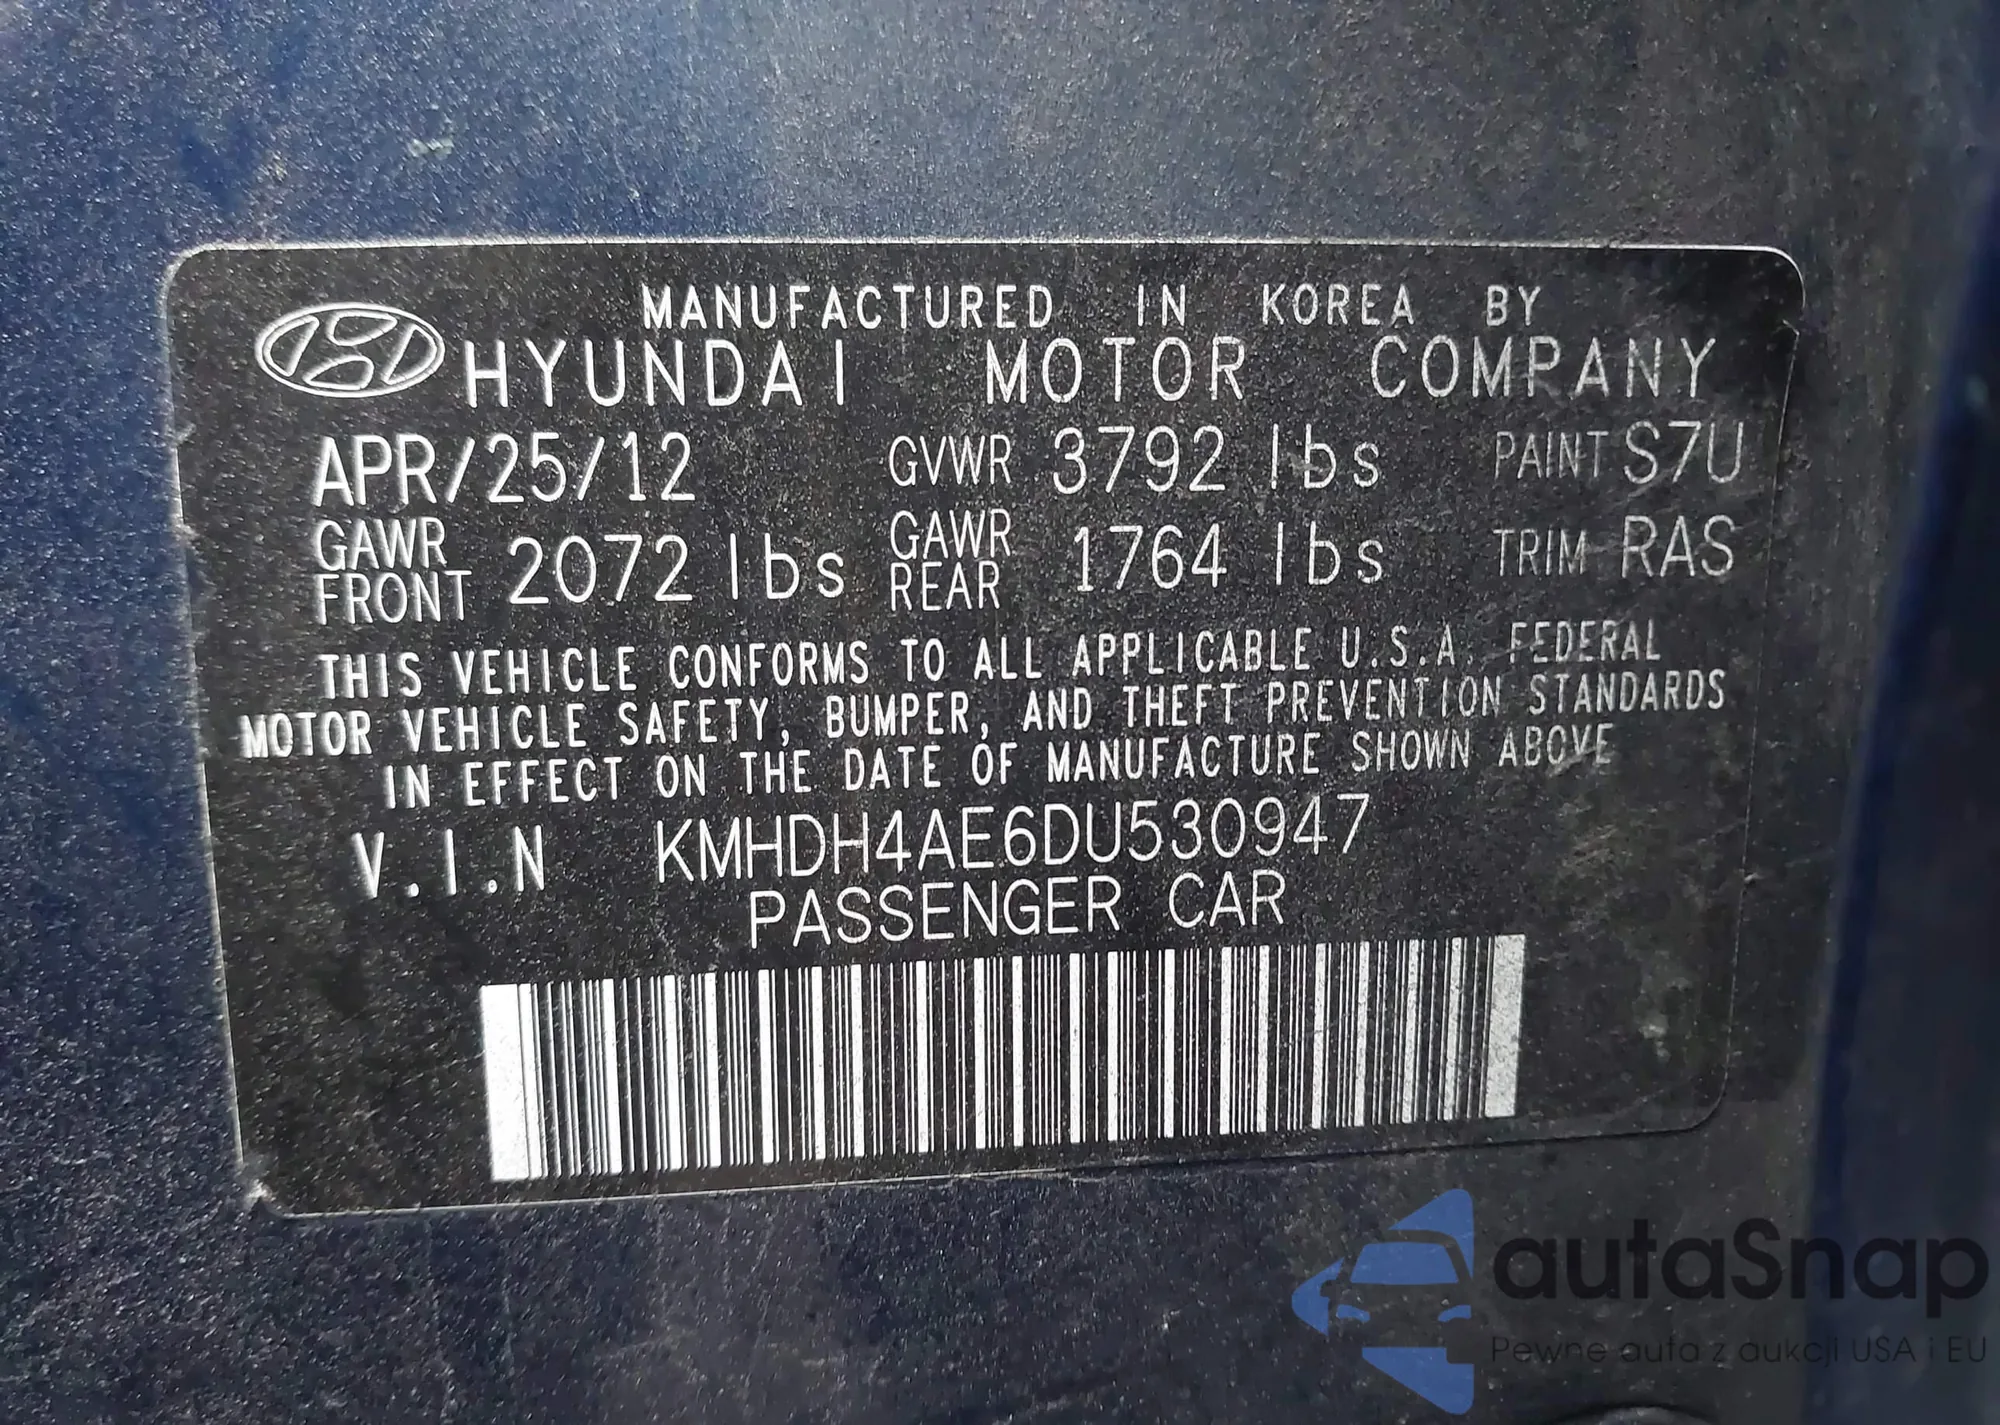 MANUFACTURED IN KOREA BY
HYUNDAI MOTOR COMPANY
APR/25/12 GVWR 3792 lbs PAINT S7U
GAWR FRONT 2072 lbs GAWR REAR 1764 lbs TRIM RAS
THIS VEHICLE CONFORMS TO ALL APPLICABLE U.S.A. FEDERAL
MOTOR VEHICLE SAFETY, BUMPER, AND THEFT PREVENTION STANDARDS
IN EFFECT ON THE DATE OF MANUFACTURE SHOWN ABOVE
V.I.N KMHDH4AE6DU530947
PASSENGER CAR
autaSnap
Pewne auta z aukcji USA i EU